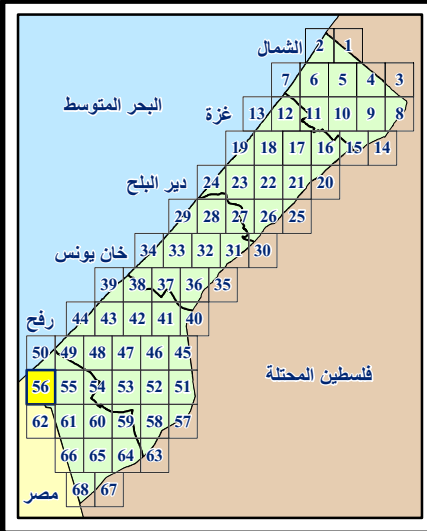 الشمال
2 1
7 6 5 4 3
البحر المتوسط
غزة
13 12 11 10 9 8
19 18 17 16 15 14
دير البلح
24 23 22 21 20
29 28 27 26 25
خان يونس
34 33 32 31 30
39 38 37 36 35
رفح
44 43 42 41 40
50 49 48 47 46 45
فلسطين المحتلة
56 55 54 53 52 51
62 61 60 59 58 57
66 65 64 63
مصر
68 67